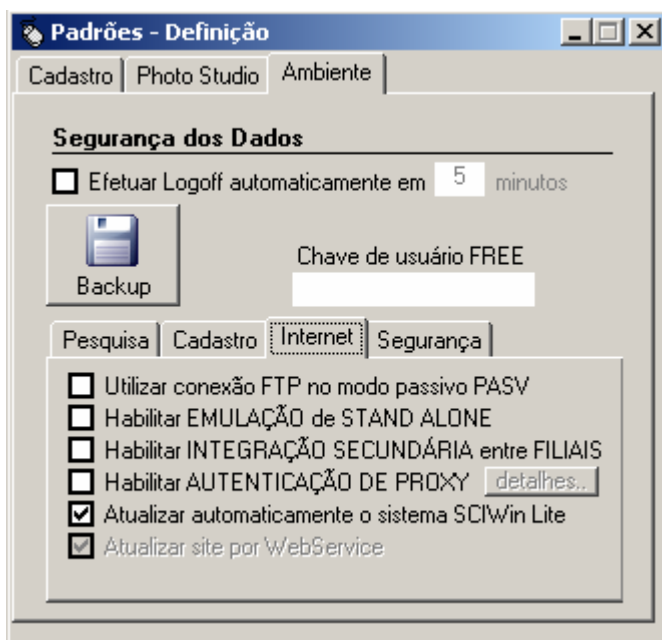 Padrões - Definição
Cadastro Photo Studio Ambiente
Segurança dos Dados
Efetuar Logoff automaticamente em 5 minutos
Backup
Chave de usuário FREE
Pesquisa Cadastro Internet Segurança
Utilizar conexão FTP no modo passivo PASV
Habilitar EMULAÇÃO de STAND ALONE
Habilitar INTEGRAÇÃO SECUNDÁRIA entre FILIAIS
Habilitar AUTENTICAÇÃO DE PROXY detalhes..
Atualizar automaticamente o sistema SCIWin Lite
Atualizar site por WebService